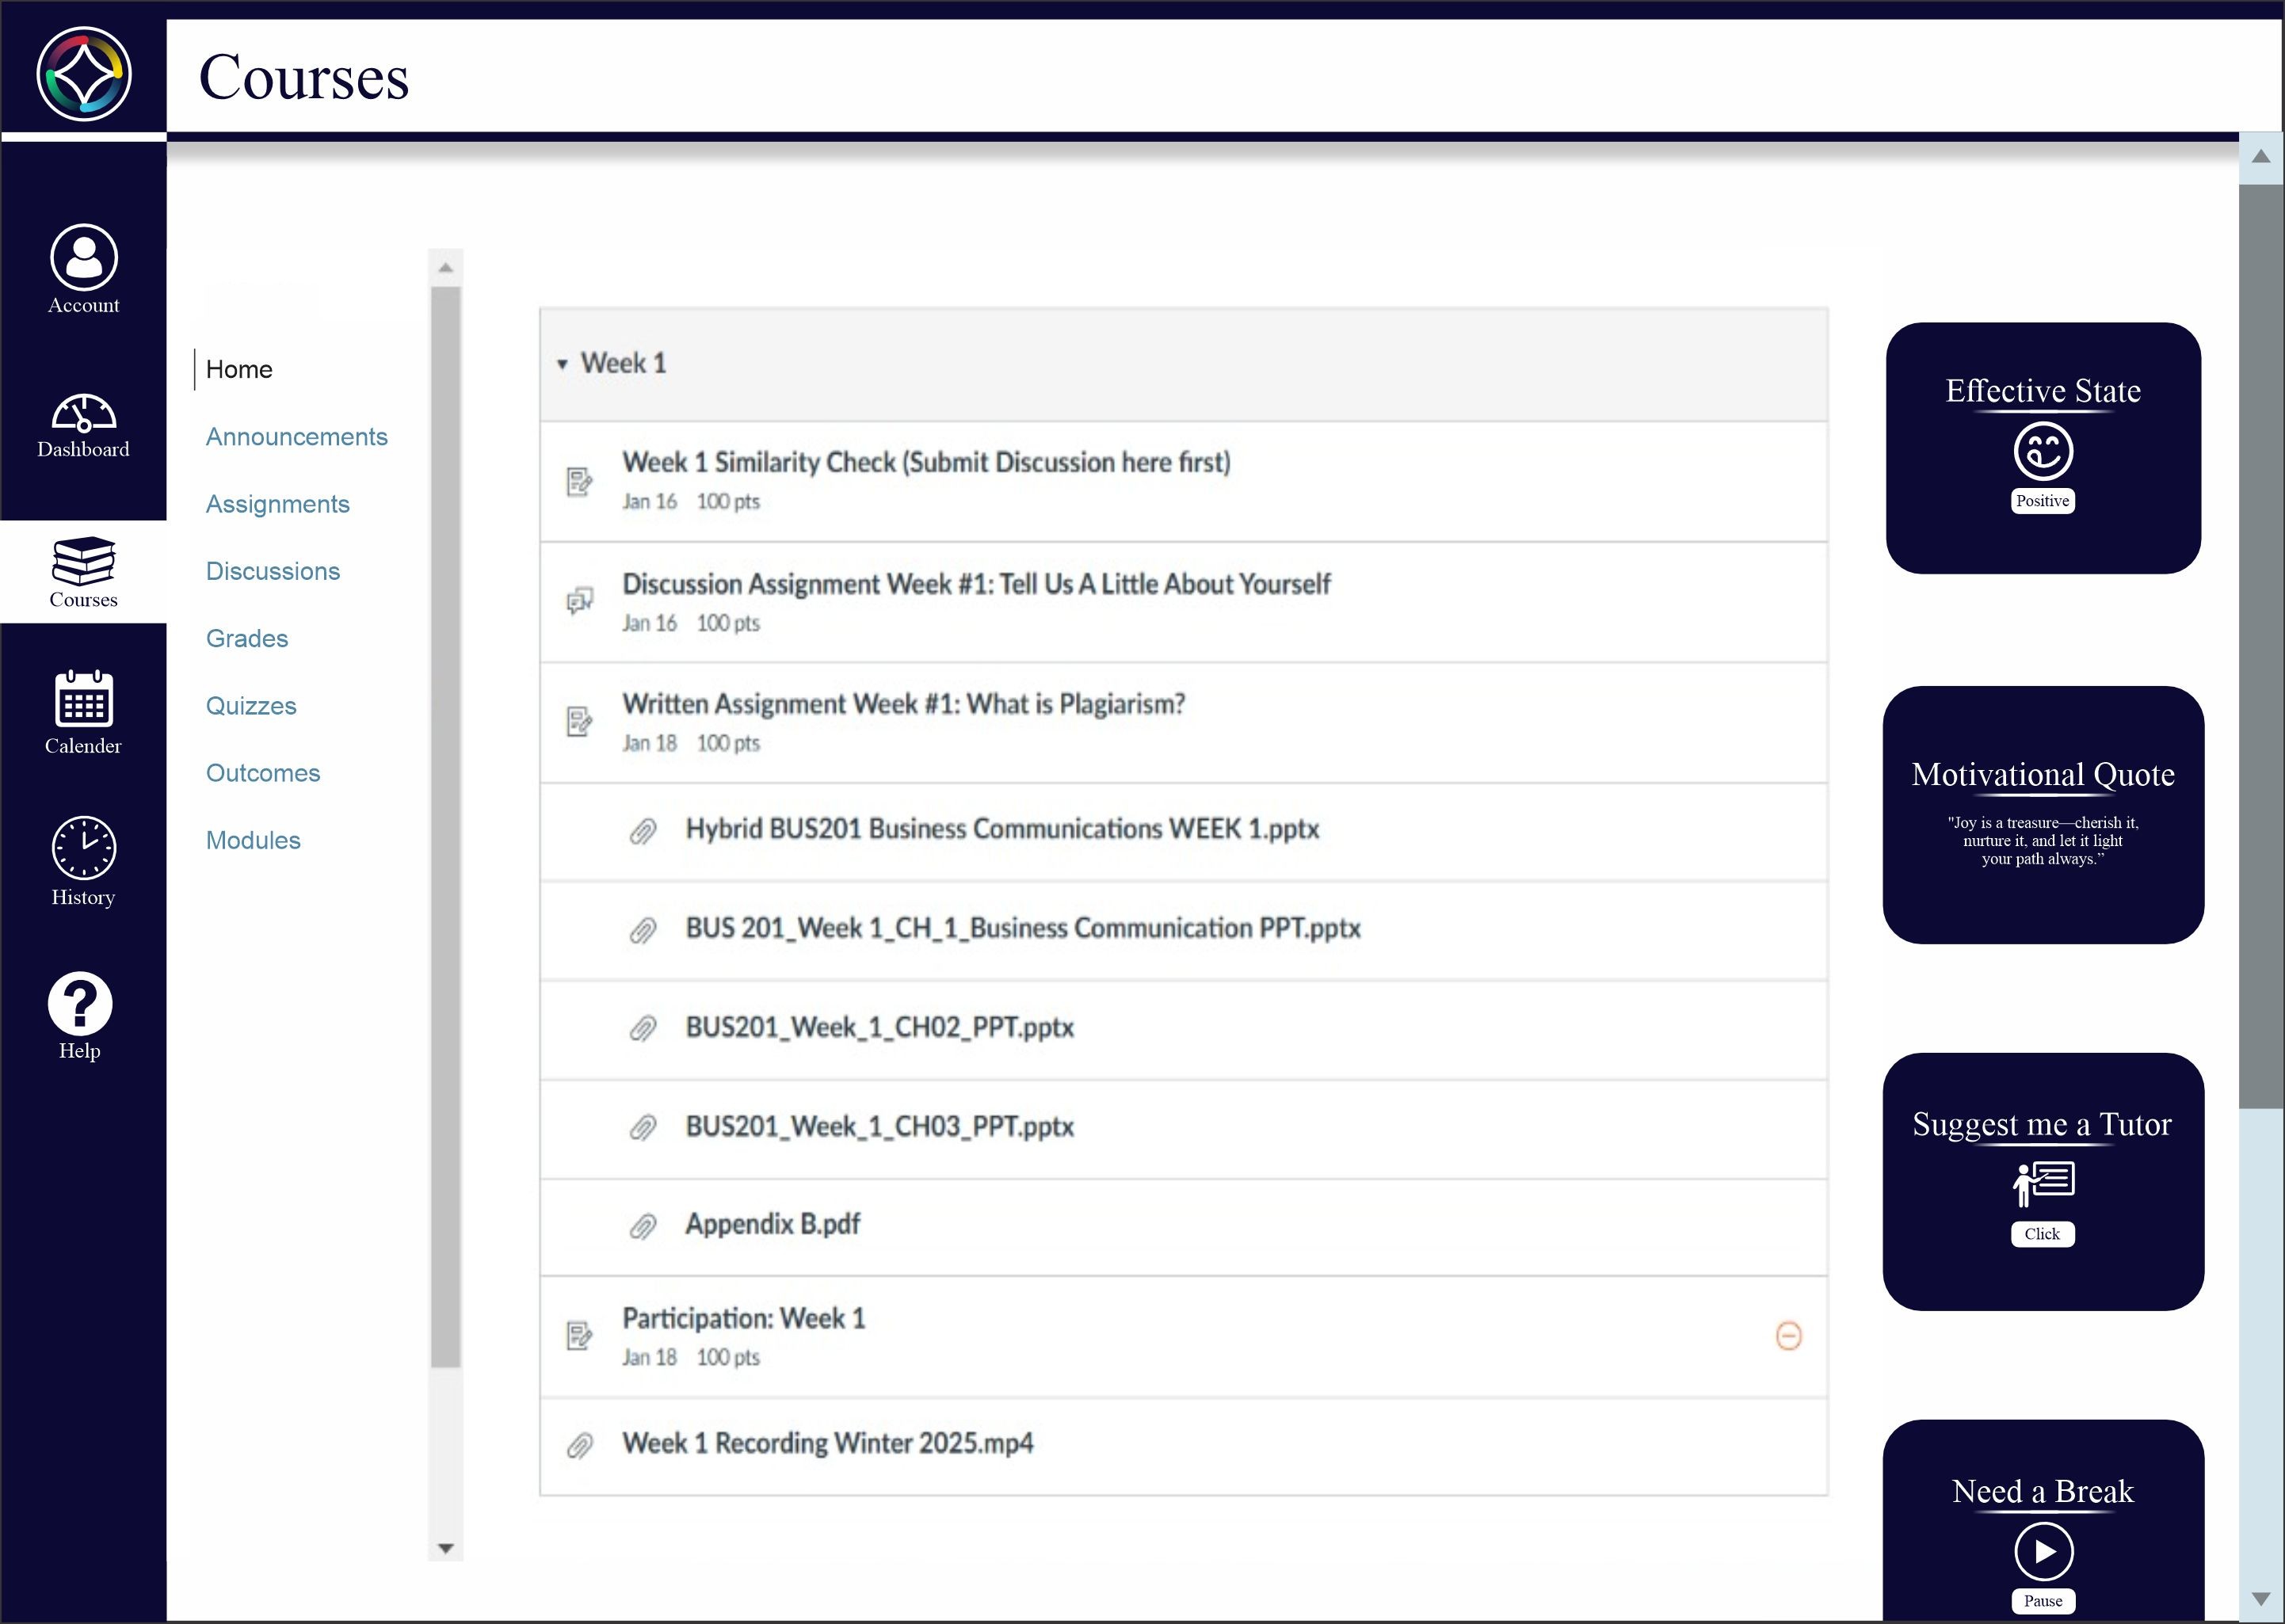 Courses
Account
Dashboard
Courses
Calender
History
Help
Home
Announcements
Assignments
Discussions
Grades
Quizzes
Outcomes
Modules
Week 1
Week 1 Similarity Check (Submit Discussion here first)
Jan 16 100 pts
Discussion Assignment Week #1: Tell Us A Little About Yourself
Jan 16 100 pts
Written Assignment Week #1: What is Plagiarism?
Jan 18 100 pts
Hybrid BUS201 Business Communications WEEK 1.pptx
BUS 201_Week 1_CH_1_Business Communication PPT.pptx
BUS201_Week_1_CH02_PPT.pptx
BUS201_Week_1_CH03_PPT.pptx
Appendix B.pdf
Participation: Week 1
Jan 18 100 pts
Week 1 Recording Winter 2025.mp4
Effective State
Positive
Motivational Quote
"Joy is a treasure—cherish it,
nurture it, and let it light
your path always.”
Suggest me a Tutor
Click
Need a Break
Pause